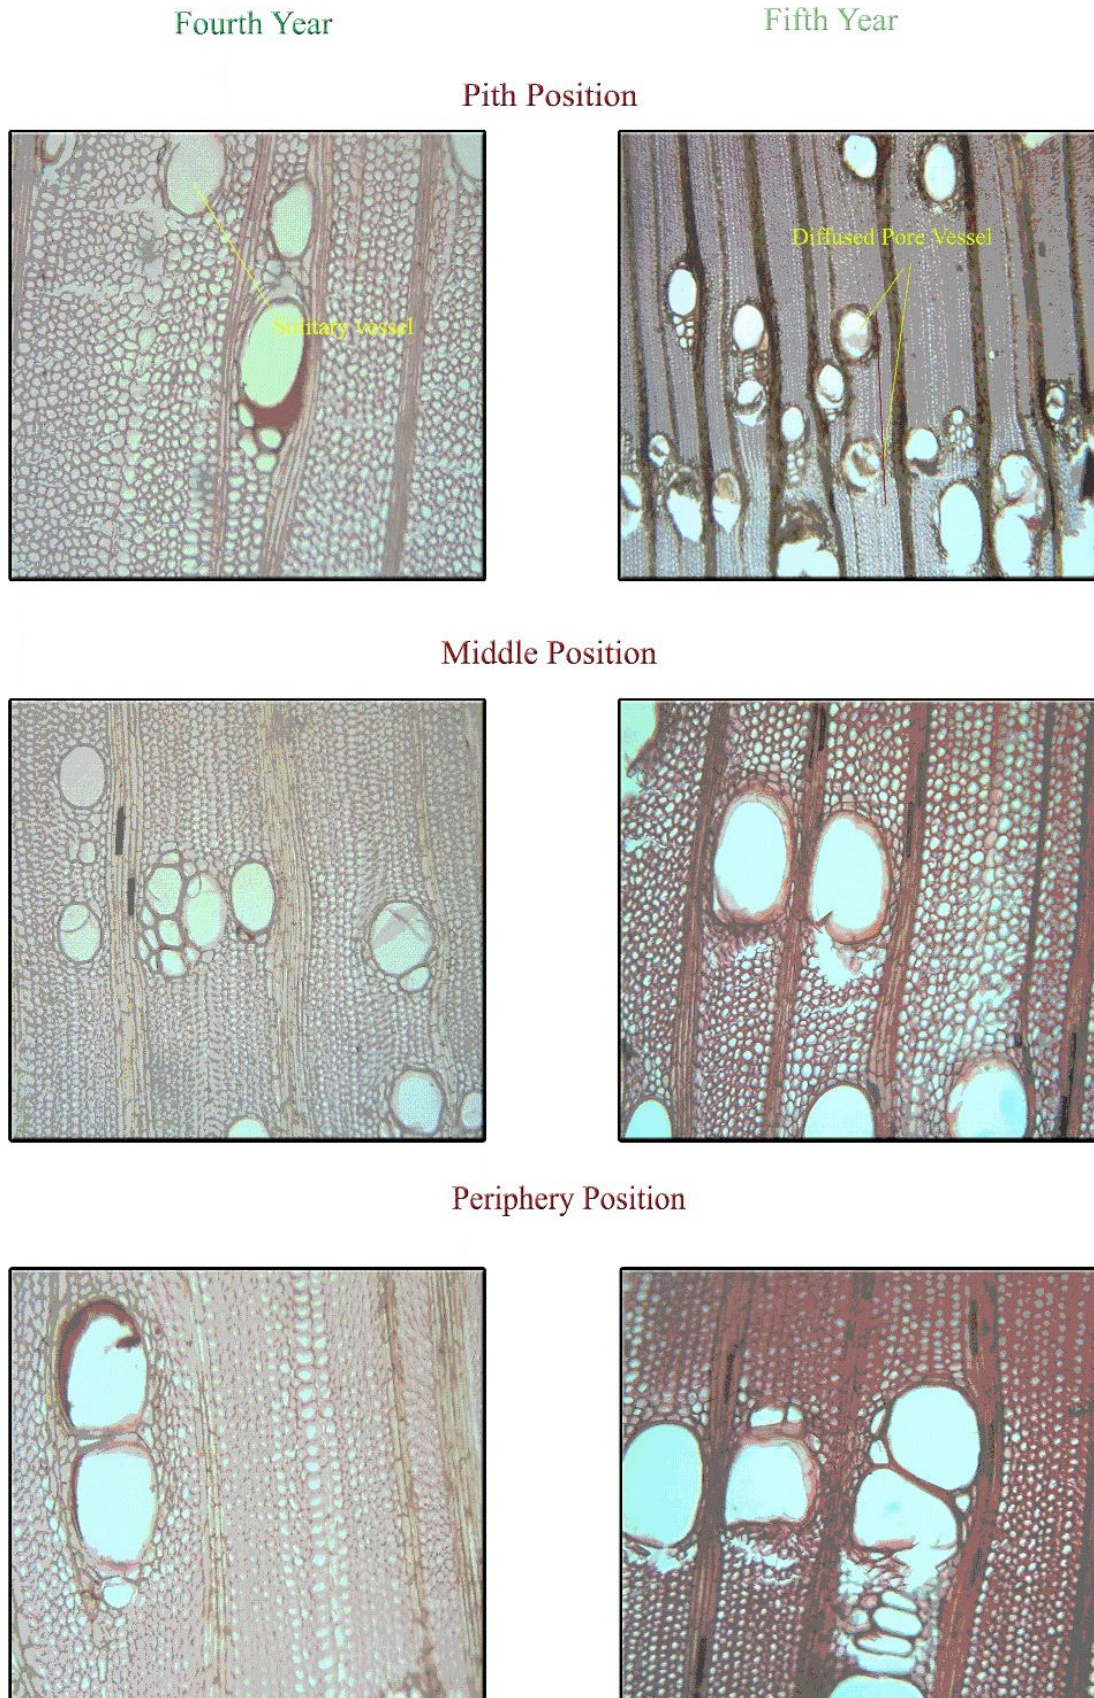 Fourth Year
Fifth Year
Pith Position
Solitary vessel
Diffused Pore Vessel
Middle Position
Periphery Position